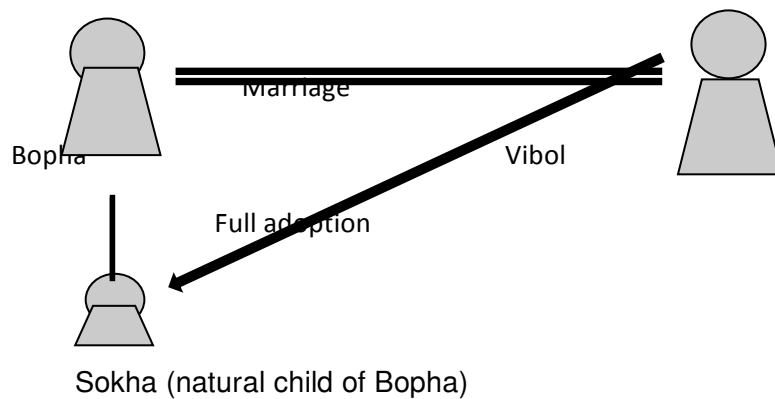 Marriage
Bopha
Vibol
Full adoption
Sokha (natural child of Bopha)